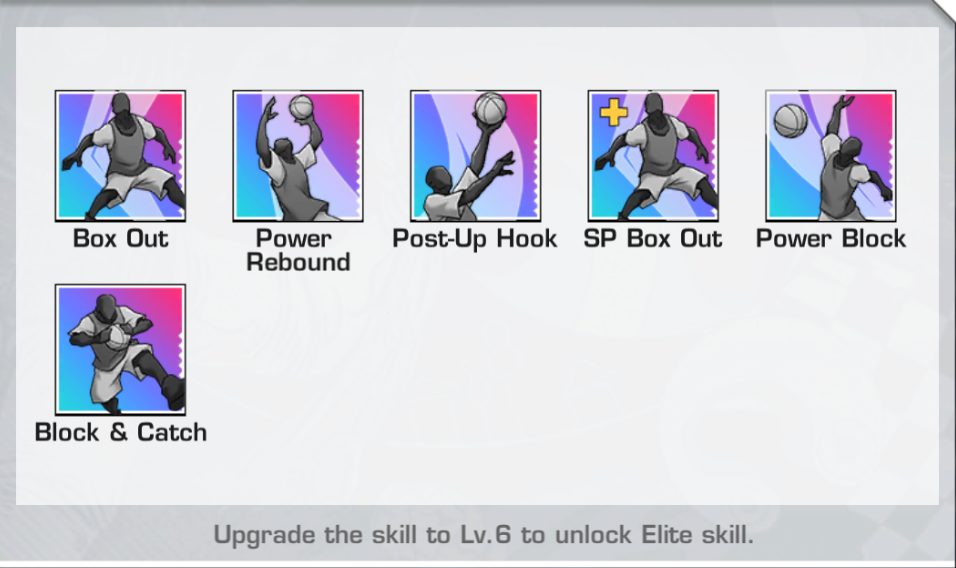 Box Out
Power
Rebound
Post-Up Hook
SP Box Out
Power Block
Block & Catch
Upgrade the skill to Lv.6 to unlock Elite skill.